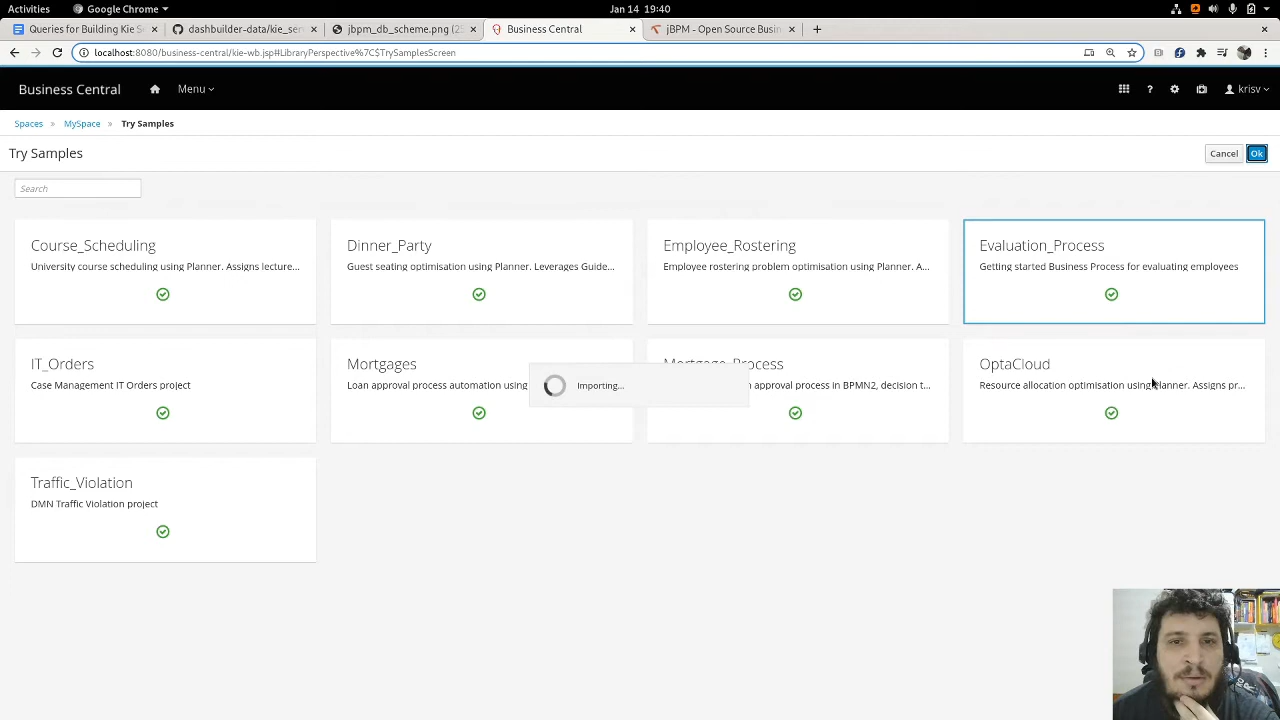 Activities Google Chrome Jan 14 19:40
Queries for Building Kie S dashbuilder-data/kie_ser jbpm_db_scheme.png (2 Business Central jBPM - Open Source Busin
localhost:8080/business-central/kie-wb.jsp#LibraryPerspective%7C$TrySamplesScreen
Business Central Menu krisv
Spaces » MySpace » Try Samples
Try Samples Cancel Ok
Search
Course_Scheduling
University course scheduling using Planner. Assigns lecture...
Dinner_Party
Guest seating optimisation using Planner. Leverages Guide...
Employee_Rostering
Employee rostering problem optimisation using Planner. A...
Evaluation_Process
Getting started Business Process for evaluating employees
IT_Orders
Case Management IT Orders project
Mortgages
Loan approval process automation using
approval process in BPMN2, decision t...
OptaCloud
Resource allocation optimisation using Planner. Assigns pr...
Importing...
Traffic_Violation
DMN Traffic Violation project